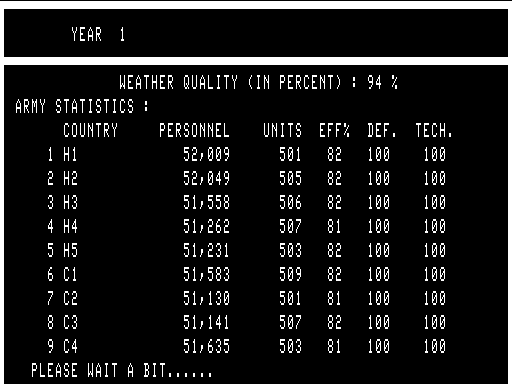 YEAR 1
WEATHER QUALITY (IN PERCENT) : 94 %
ARMY STATISTICS :
COUNTRY PERSONNEL UNITS EFF% DEF. TECH.
1 H1 52,009 501 82 100 100
2 H2 52,049 505 82 100 100
3 H3 51,558 506 82 100 100
4 H4 51,262 507 81 100 100
5 H5 51,231 503 82 100 100
6 C1 51,583 509 82 100 100
7 C2 51,130 501 81 100 100
8 C3 51,141 507 82 100 100
9 C4 51,635 503 81 100 100
PLEASE WAIT A BIT......